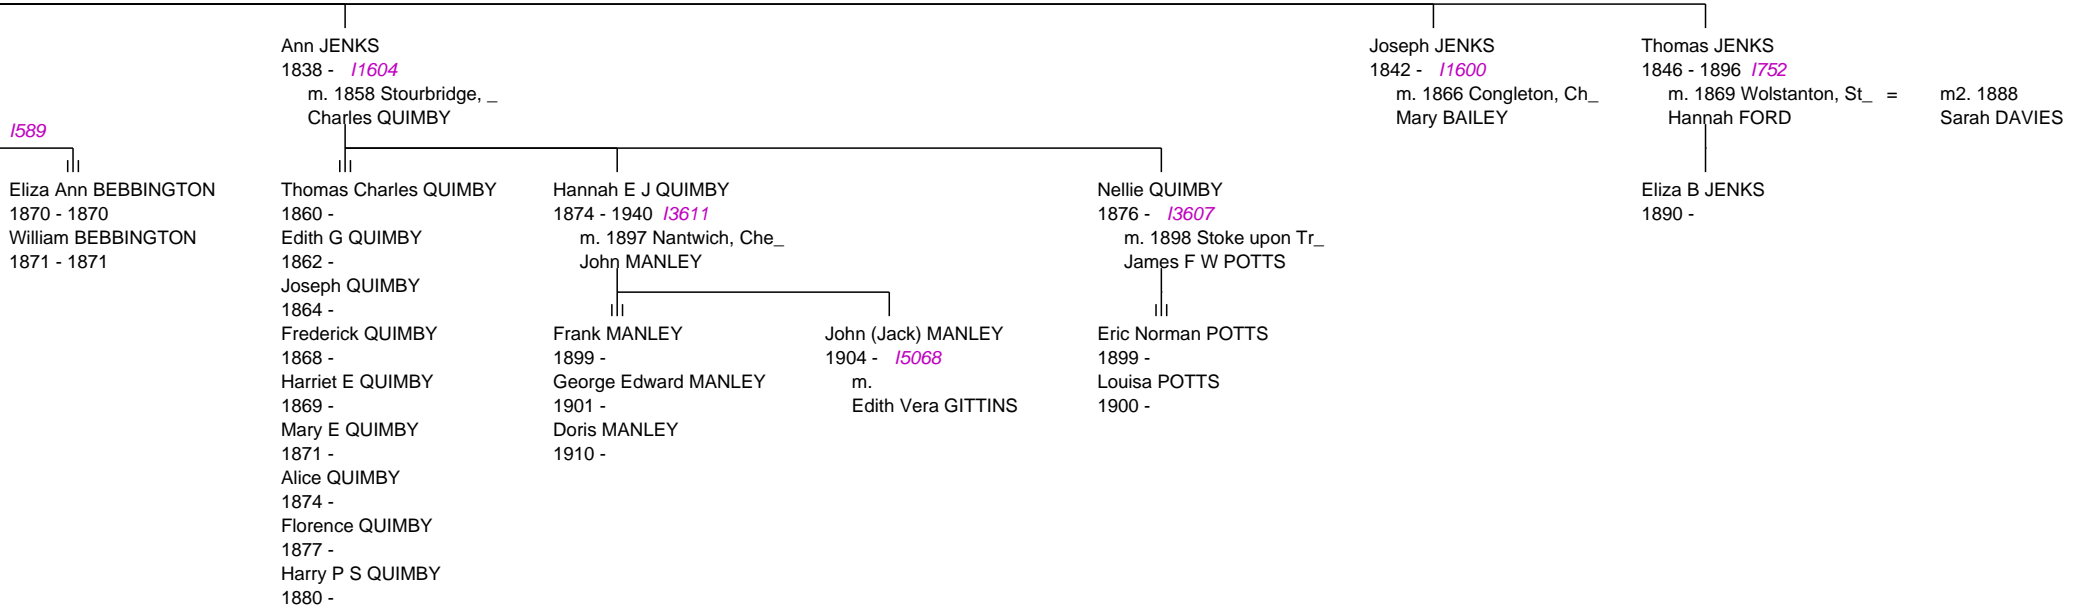 Ann JENKS
1838 - I1604
m. 1858 Stourbridge, _
Charles QUIMBY
Joseph JENKS
1842 - I1600
m. 1866 Congleton, Ch_
Mary BAILEY
Thomas JENKS
1846 - 1896 I752
m. 1869 Wolstanton, St_ =
Hannah FORD
m2. 1888
Sarah DAVIES
I589
Eliza Ann BEBBINGTON
1870 - 1870
William BEBBINGTON
1871 - 1871
Thomas Charles QUIMBY
1860 -
Edith G QUIMBY
1862 -
Joseph QUIMBY
1864 -
Frederick QUIMBY
1868 -
Harriet E QUIMBY
1869 -
Mary E QUIMBY
1871 -
Alice QUIMBY
1874 -
Florence QUIMBY
1877 -
Harry P S QUIMBY
1880 -
Hannah E J QUIMBY
1874 - 1940 I3611
m. 1897 Nantwich, Che_
John MANLEY
Nellie QUIMBY
1876 - I3607
m. 1898 Stoke upon Tr_
James F W POTTS
Eliza B JENKS
1890 -
Frank MANLEY
1899 -
George Edward MANLEY
1901 -
Doris MANLEY
1910 -
John (Jack) MANLEY
1904 - I5068
m.
Edith Vera GITTINS
Eric Norman POTTS
1899 -
Louisa POTTS
1900 -